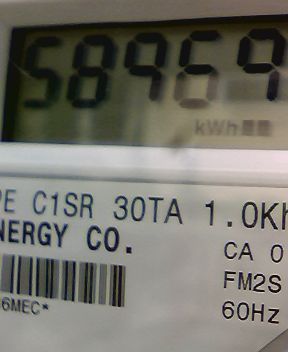 58969
kWh
PE C1SR 30TA 1.0Kh
NERGY CO.
CA 0
FM2S
6MEC*
60Hz